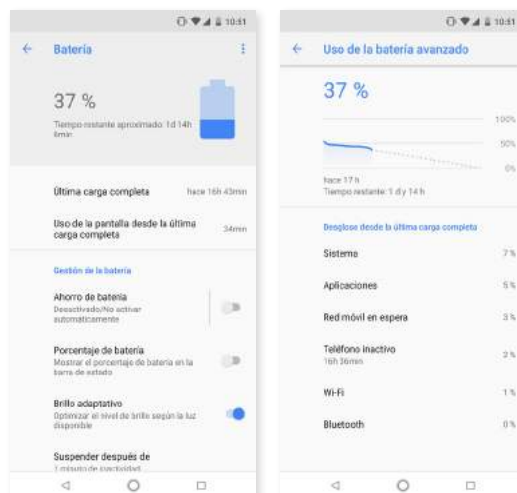 10:51
Batería
37 %
Tiempo restante aproximado: 1d 14h
6min
Última carga completa hace 16h 43min
Uso de la pantalla desde la última
carga completa 34min
Gestión de la batería
Ahorro de batería
Desactivado/No activar
automáticamente
Porcentaje de batería
Mostrar el porcentaje de batería en la
barra de estado
Brillo adaptativo
Optimizar el nivel de brillo según la luz
disponible
Suspender después de
1 minuto de inactividad
10:51
Uso de la batería avanzado
37 %
100%
50%
0%
hace 17 h
Tiempo restante: 1 d y 14 h
Desglose desde la última carga completa
Sistema 7 %
Aplicaciones 5 %
Red móvil en espera 3 %
Teléfono inactivo 2 %
16h 36min
Wi-Fi 1 %
Bluetooth 0 %